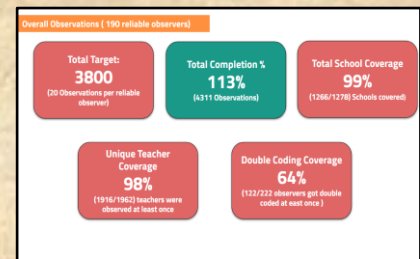 Overall Observations ( 190 reliable observers)
Total Target:
3800
(20 Observations per reliable
observer)
Total Completion %
113%
(4311 Observations)
Total School Coverage
99%
(1266/1278) Schools covered)
Unique Teacher
Coverage
98%
(1916/1962) teachers were
observed at least once
Double Coding Coverage
64%
(122/222 observers got double
coded at east once )